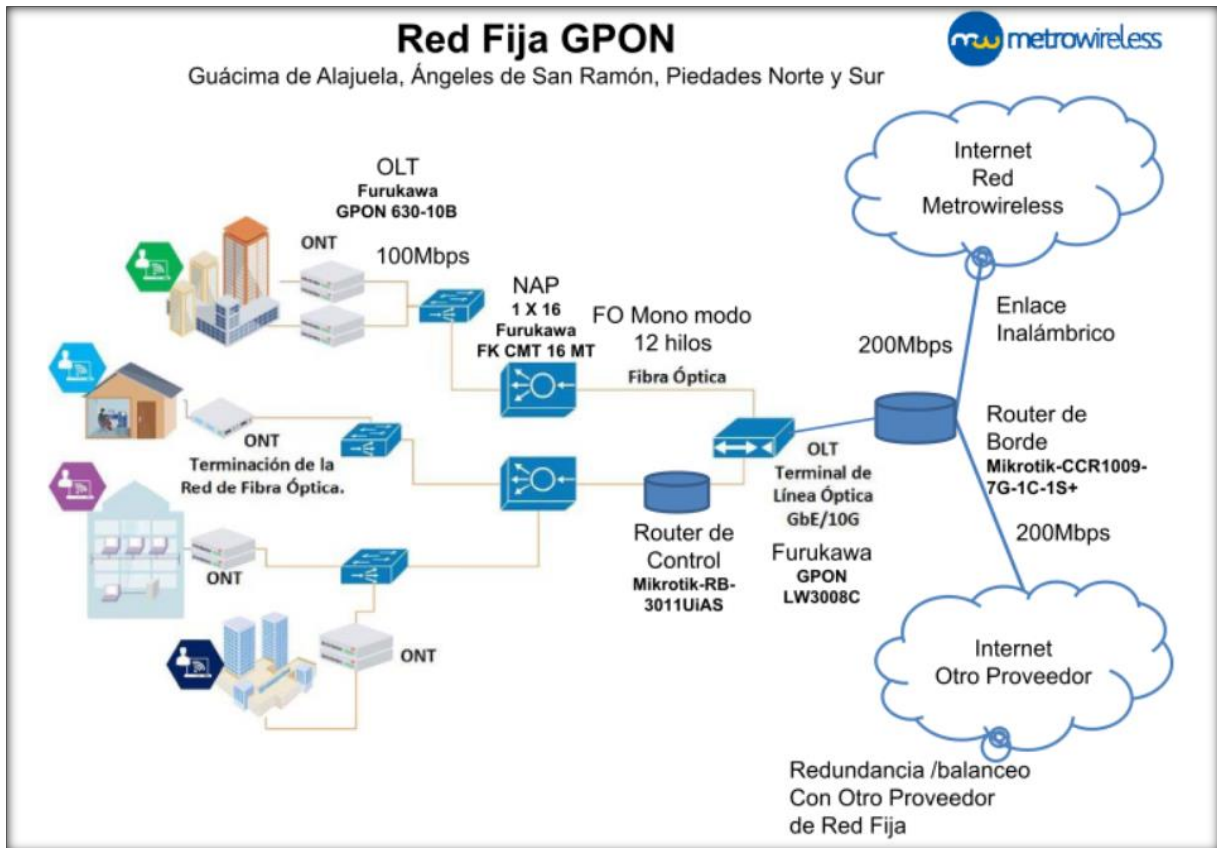 Red Fija GPON
Guácima de Alajuela, Ángeles de San Ramón, Piedades Norte y Sur
mw metrowireless
Internet
Red
Metrowireless
OLT
Furukawa
GPON 630-10B
ONT
100Mbps
NAP
1 X 16
Furukawa
FK CMT 16 MT
FO Mono modo
12 hilos
Fibra Óptica
200Mbps
Enlace
Inalámbrico
Router de
Borde
Mikrotik-CCR1009-
7G-1C-1S+
200Mbps
ONT
Terminación de la
Red de Fibra Óptica.
OLT
Terminal de
Línea Óptica
GbE/10G
Furukawa
GPON
LW3008C
Router de
Control
Mikrotik-RB-
3011UiAS
ONT
ONT
Internet
Otro Proveedor
Redundancia /balanceo
Con Otro Proveedor
de Red Fija